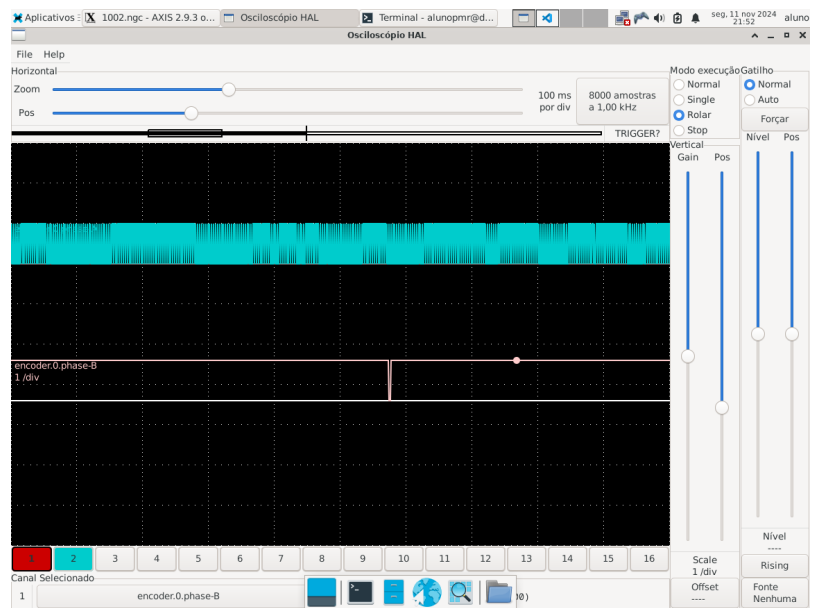 Aplicativos
1002.ngc - AXIS 2.9.3 o...
Osciloscópio HAL
Terminal - alunopmr@d...
seg, 11 nov 2024
21:52
aluno
Osciloscópio HAL
File Help
Horizontal
Zoom
Pos
100 ms
por div
8000 amostras
a 1,00 kHz
TRIGGER?
Modo execução
Normal
Single
Rolar
Stop
Gatilho
Normal
Auto
Forçar
Nível Pos
Vertical
Gain Pos
encoder.0.phase-B
1 /div
1 2 3 4 5 6 7 8 9 10 11 12 13 14 15 16
Scale
1 /div
Offset
----
Nível
----
Rising
Fonte
Nenhuma
Canal Selecionado
1 encoder.0.phase-B